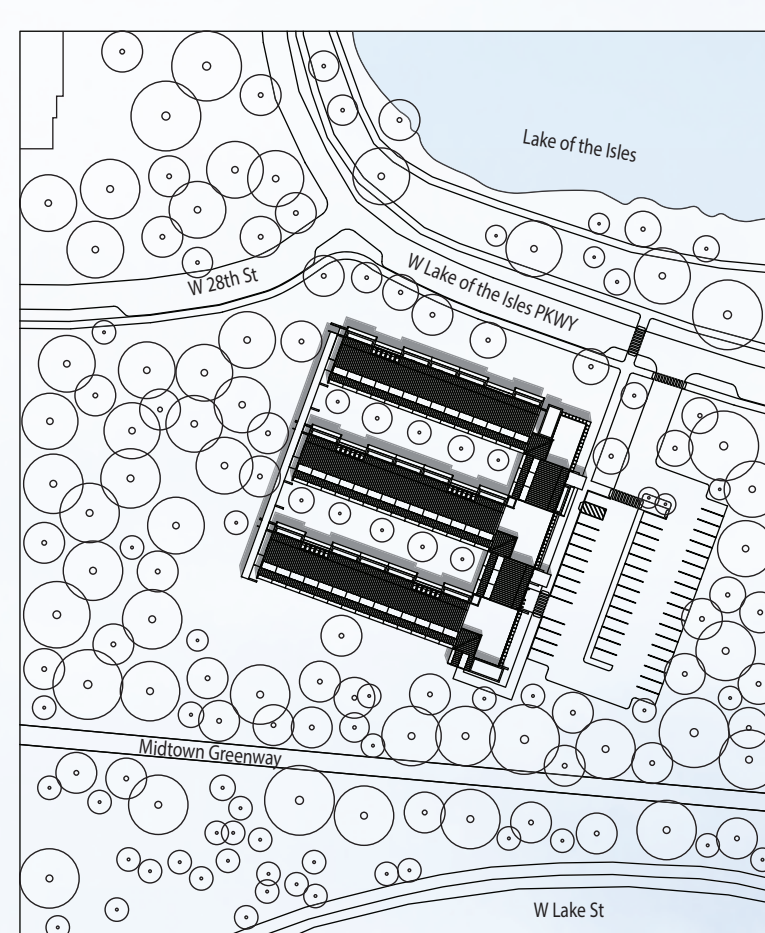 Lake of the Isles
W Lake of the Isles PKWY
W 28th St
Midtown Greenway
W Lake St